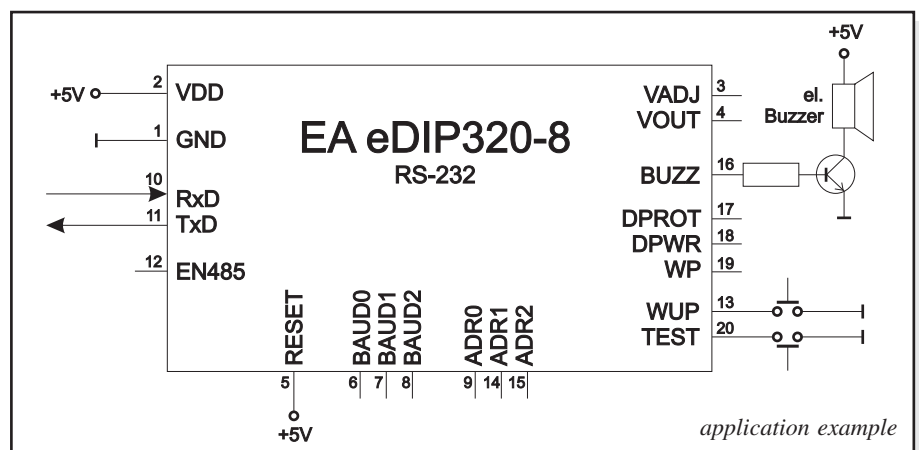 +5V
el.
Buzzer
+5V
2 VDD
1 GND
10 RxD
11 TxD
12 EN485
EA eDIP320-8
RS-232
VADJ 3
VOUT 4
BUZZ 16
DPROT 17
DPWR 18
WP 19
WUP 13
TEST 20
RESET
BAUD0
BAUD1
BAUD2
ADR0
ADR1
ADR2
5 6 7 8 9 14 15
+5V
application example